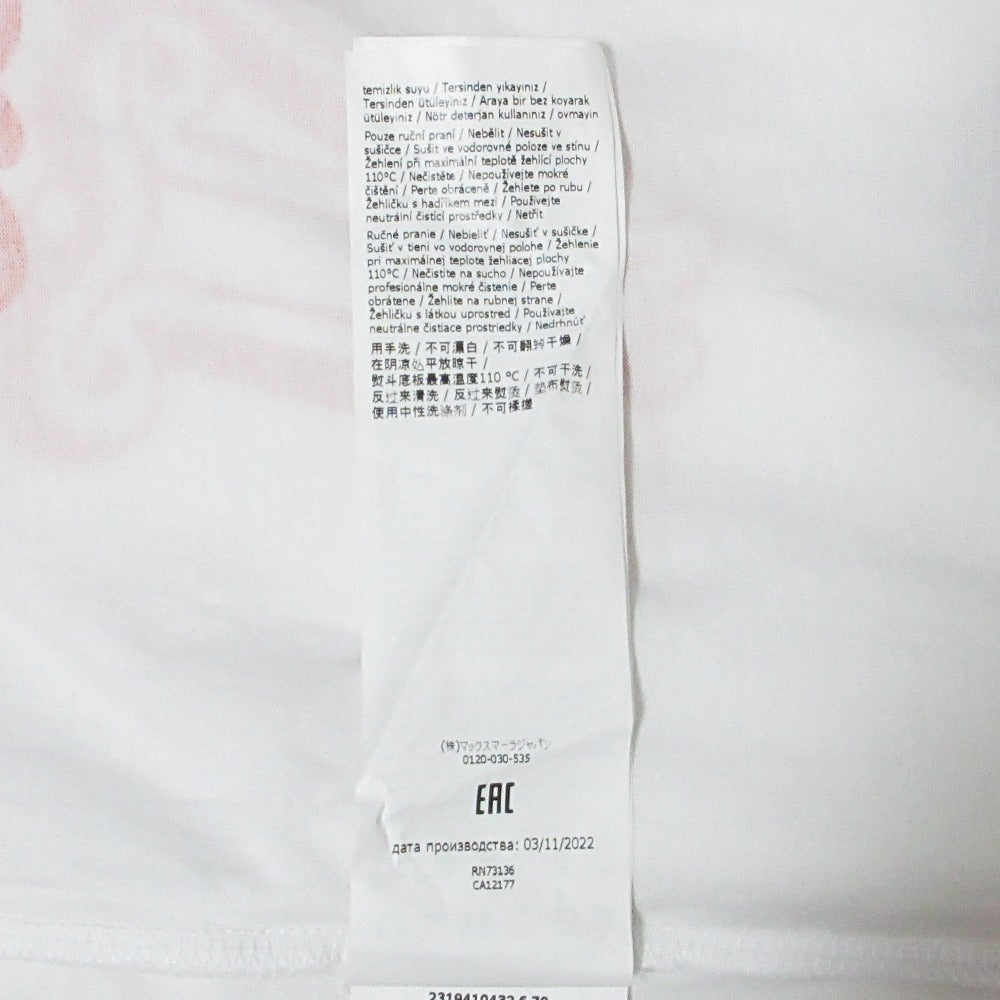 temizlik suyu / Tersinden yıkayınız /
Tersinden ütüleyiniz / Araya bir bez koyarak
ütüleyiniz / Nötr deterjan kullanınız / ovmayın
Pouze ruční praní / Nebělit / Nesušit v
sušičce / Sušit ve vodorovné poloze ve stínu /
Žehlení při maximální teplotě žehlící plochy
110°C / Nečistěte / Nepoužívejte mokré
čištění / Perte obráceně / Žehlete po rubu /
Žehličku s hadříkem mezi / Používejte
neutrální čistící prostředky / Netřít
Ručné pranie / Nebieliť / Nesušiť v sušičke /
Sušiť v tieni vo vodorovnej polohe / Žehlenie
pri maximálnej teplote žehliacej plochy
110°C / Nečistite na sucho / Nepoužívajte
profesionálne mokré čistenie / Perte
obrátene / Žehlite na rubnej strane /
Žehličku s látkou uprostred / Používajte
neutrálne čistiace prostriedky / Nedrhnúť
用手洗 / 不可漂白 / 不可翻转干燥 /
在阴凉处平放晾干 /
熨斗底板最高温度110 °C / 不可干洗 /
反过来清洗 / 反过来熨烫 / 垫布熨烫 /
使用中性洗涤剂 / 不可揉搓
(株)マックスマーラジャパン
0120-030-535
EAC
дата производства: 03/11/2022
RN73136
CA12177